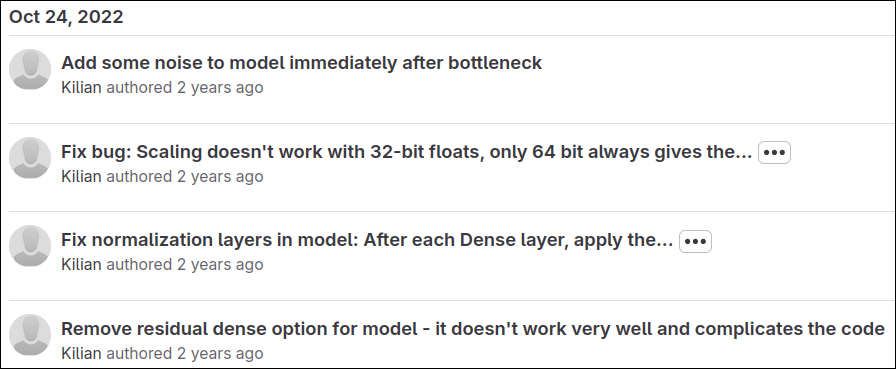 Oct 24, 2022
Add some noise to model immediately after bottleneck
Kilian authored 2 years ago
Fix bug: Scaling doesn't work with 32-bit floats, only 64 bit always gives the...
Kilian authored 2 years ago
Fix normalization layers in model: After each Dense layer, apply the...
Kilian authored 2 years ago
Remove residual dense option for model - it doesn't work very well and complicates the code
Kilian authored 2 years ago